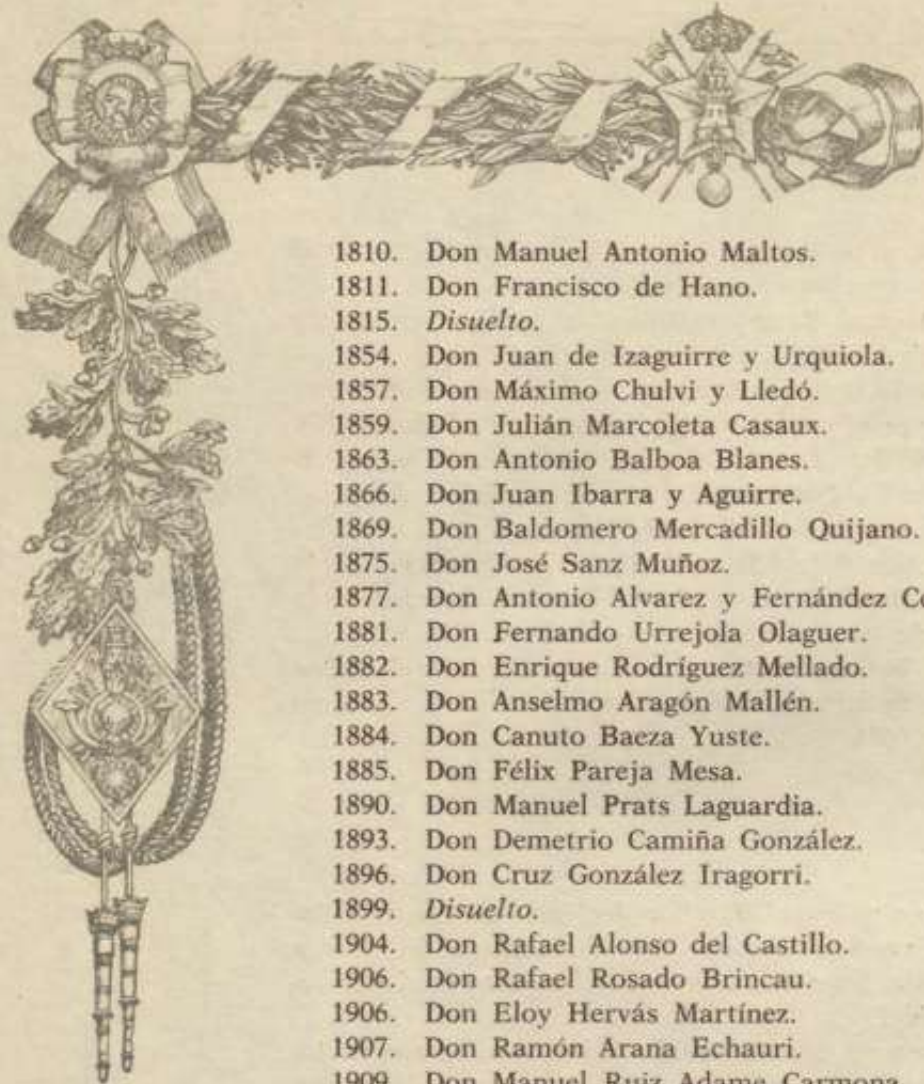 1810. Don Manuel Antonio Maltos.
1811. Don Francisco de Hano.
1815. Disuelto.
1854. Don Juan de Izaguirre y Urquiola.
1857. Don Máximo Chulvi y Lledó.
1859. Don Julián Marcoleta Casaux.
1863. Don Antonio Balboa Blanes.
1866. Don Juan Ibarra y Aguirre.
1869. Don Baldomero Mercadillo Quijano.
1875. Don José Sanz Muñoz.
1877. Don Antonio Alvarez y Fernández
1881. Don Fernando Urrejola Olaguer.
1882. Don Enrique Rodríguez Mellado.
1883. Don Anselmo Aragón Mallén.
1884. Don Canuto Baeza Yuste.
1885. Don Félix Pareja Mesa.
1890. Don Manuel Prats Laguardia.
1893. Don Demetrio Camiña González.
1896. Don Cruz González Iragorri.
1899. Disuelto.
1904. Don Rafael Alonso del Castillo.
1906. Don Rafael Rosado Brincau.
1906. Don Eloy Hervás Martínez.
1907. Don Ramón Arana Echauri.
1909. Don Manuel Ruiz Adame Carmona.